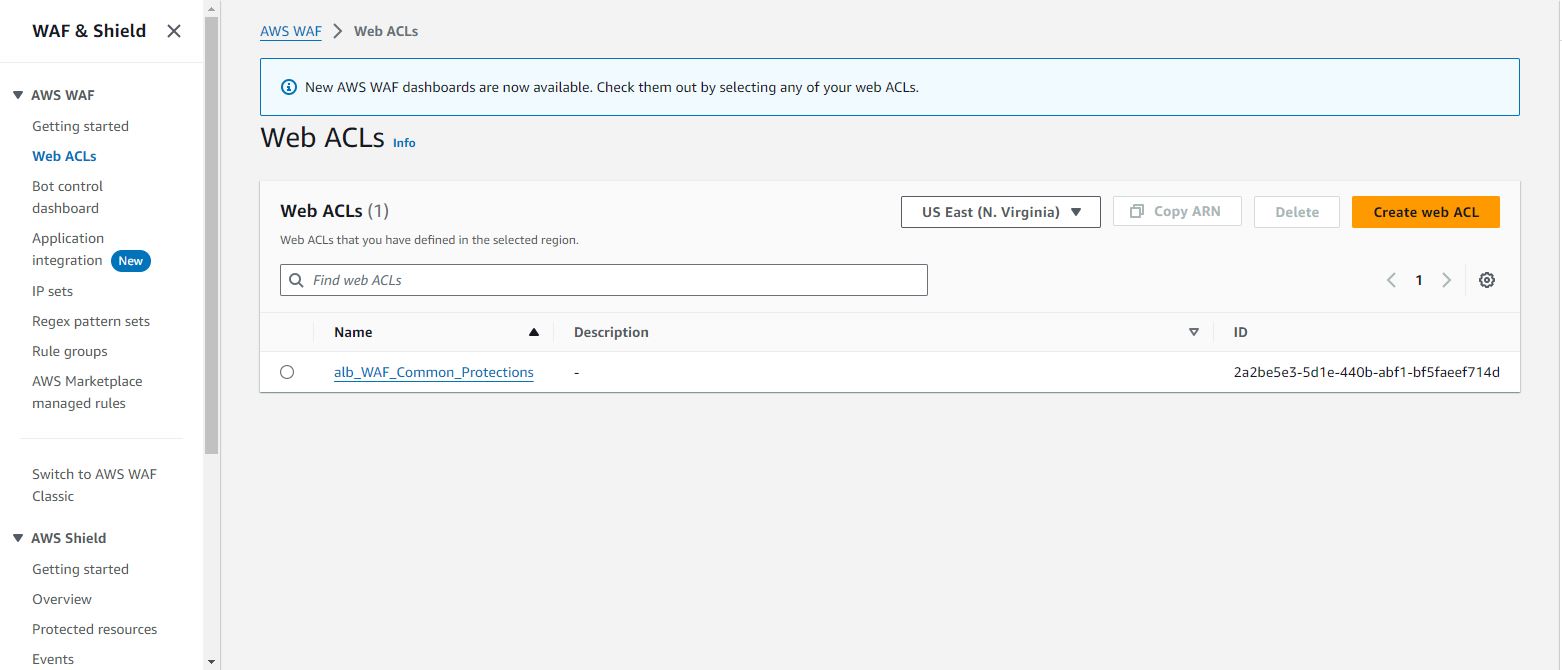 WAF & Shield
AWS WAF
Getting started
Web ACLs
Bot control
dashboard
Application
integration New
IP sets
Regex pattern sets
Rule groups
AWS Marketplace
managed rules
Switch to AWS WAF
Classic
AWS Shield
Getting started
Overview
Protected resources
Events
AWS WAF > Web ACLs
New AWS WAF dashboards are now available. Check them out by selecting any of your web ACLs.
Web ACLs Info
Web ACLs (1)
US East (N. Virginia) Copy ARN Delete Create web ACL
Web ACLs that you have defined in the selected region.
Find web ACLs
1
Name Description ID
alb_WAF_Common_Protections - 2a2be5e3-5d1e-440b-abf1-bf5faeef714d